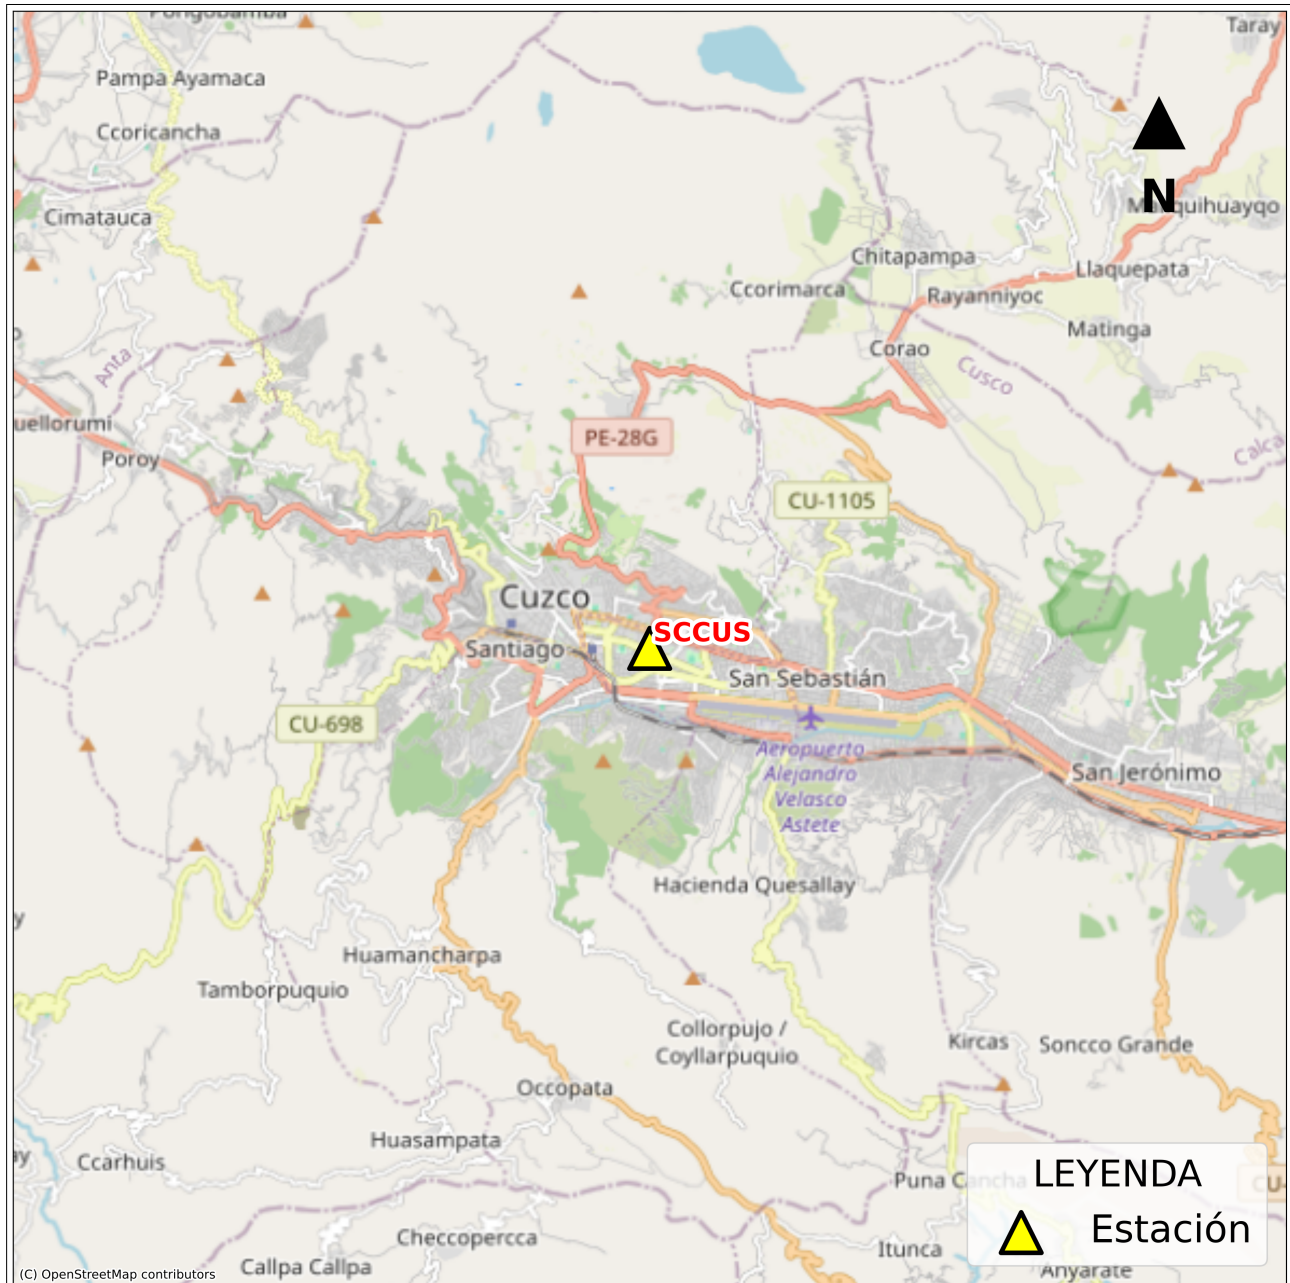 Taray
Pampa Ayamaca
Ccoricancha
Cimatauca
N
Chitapampa
Llaquepata
Ccorimarca
Rayanniyoc
Matinga
Corao
Anta
Cusco
Calca
Poroy
PE-28G
CU-1105
Cuzco
SCCUS
Santiago
San Sebastián
CU-698
Aeropuerto
Alejandro
Velasco
Astete
San Jerónimo
Hacienda Quesallay
Huamancharpa
Tamborpuquio
Collorpujo /
Coyllarpuquio
Kircas
Soncco Grande
Occopata
Huasampata
Ccarhuis
Puna Cancha
LEYENDA
Estación
Checcopercca
Itunca
Callpa Callpa
Anyarate
(C) OpenStreetMap contributors